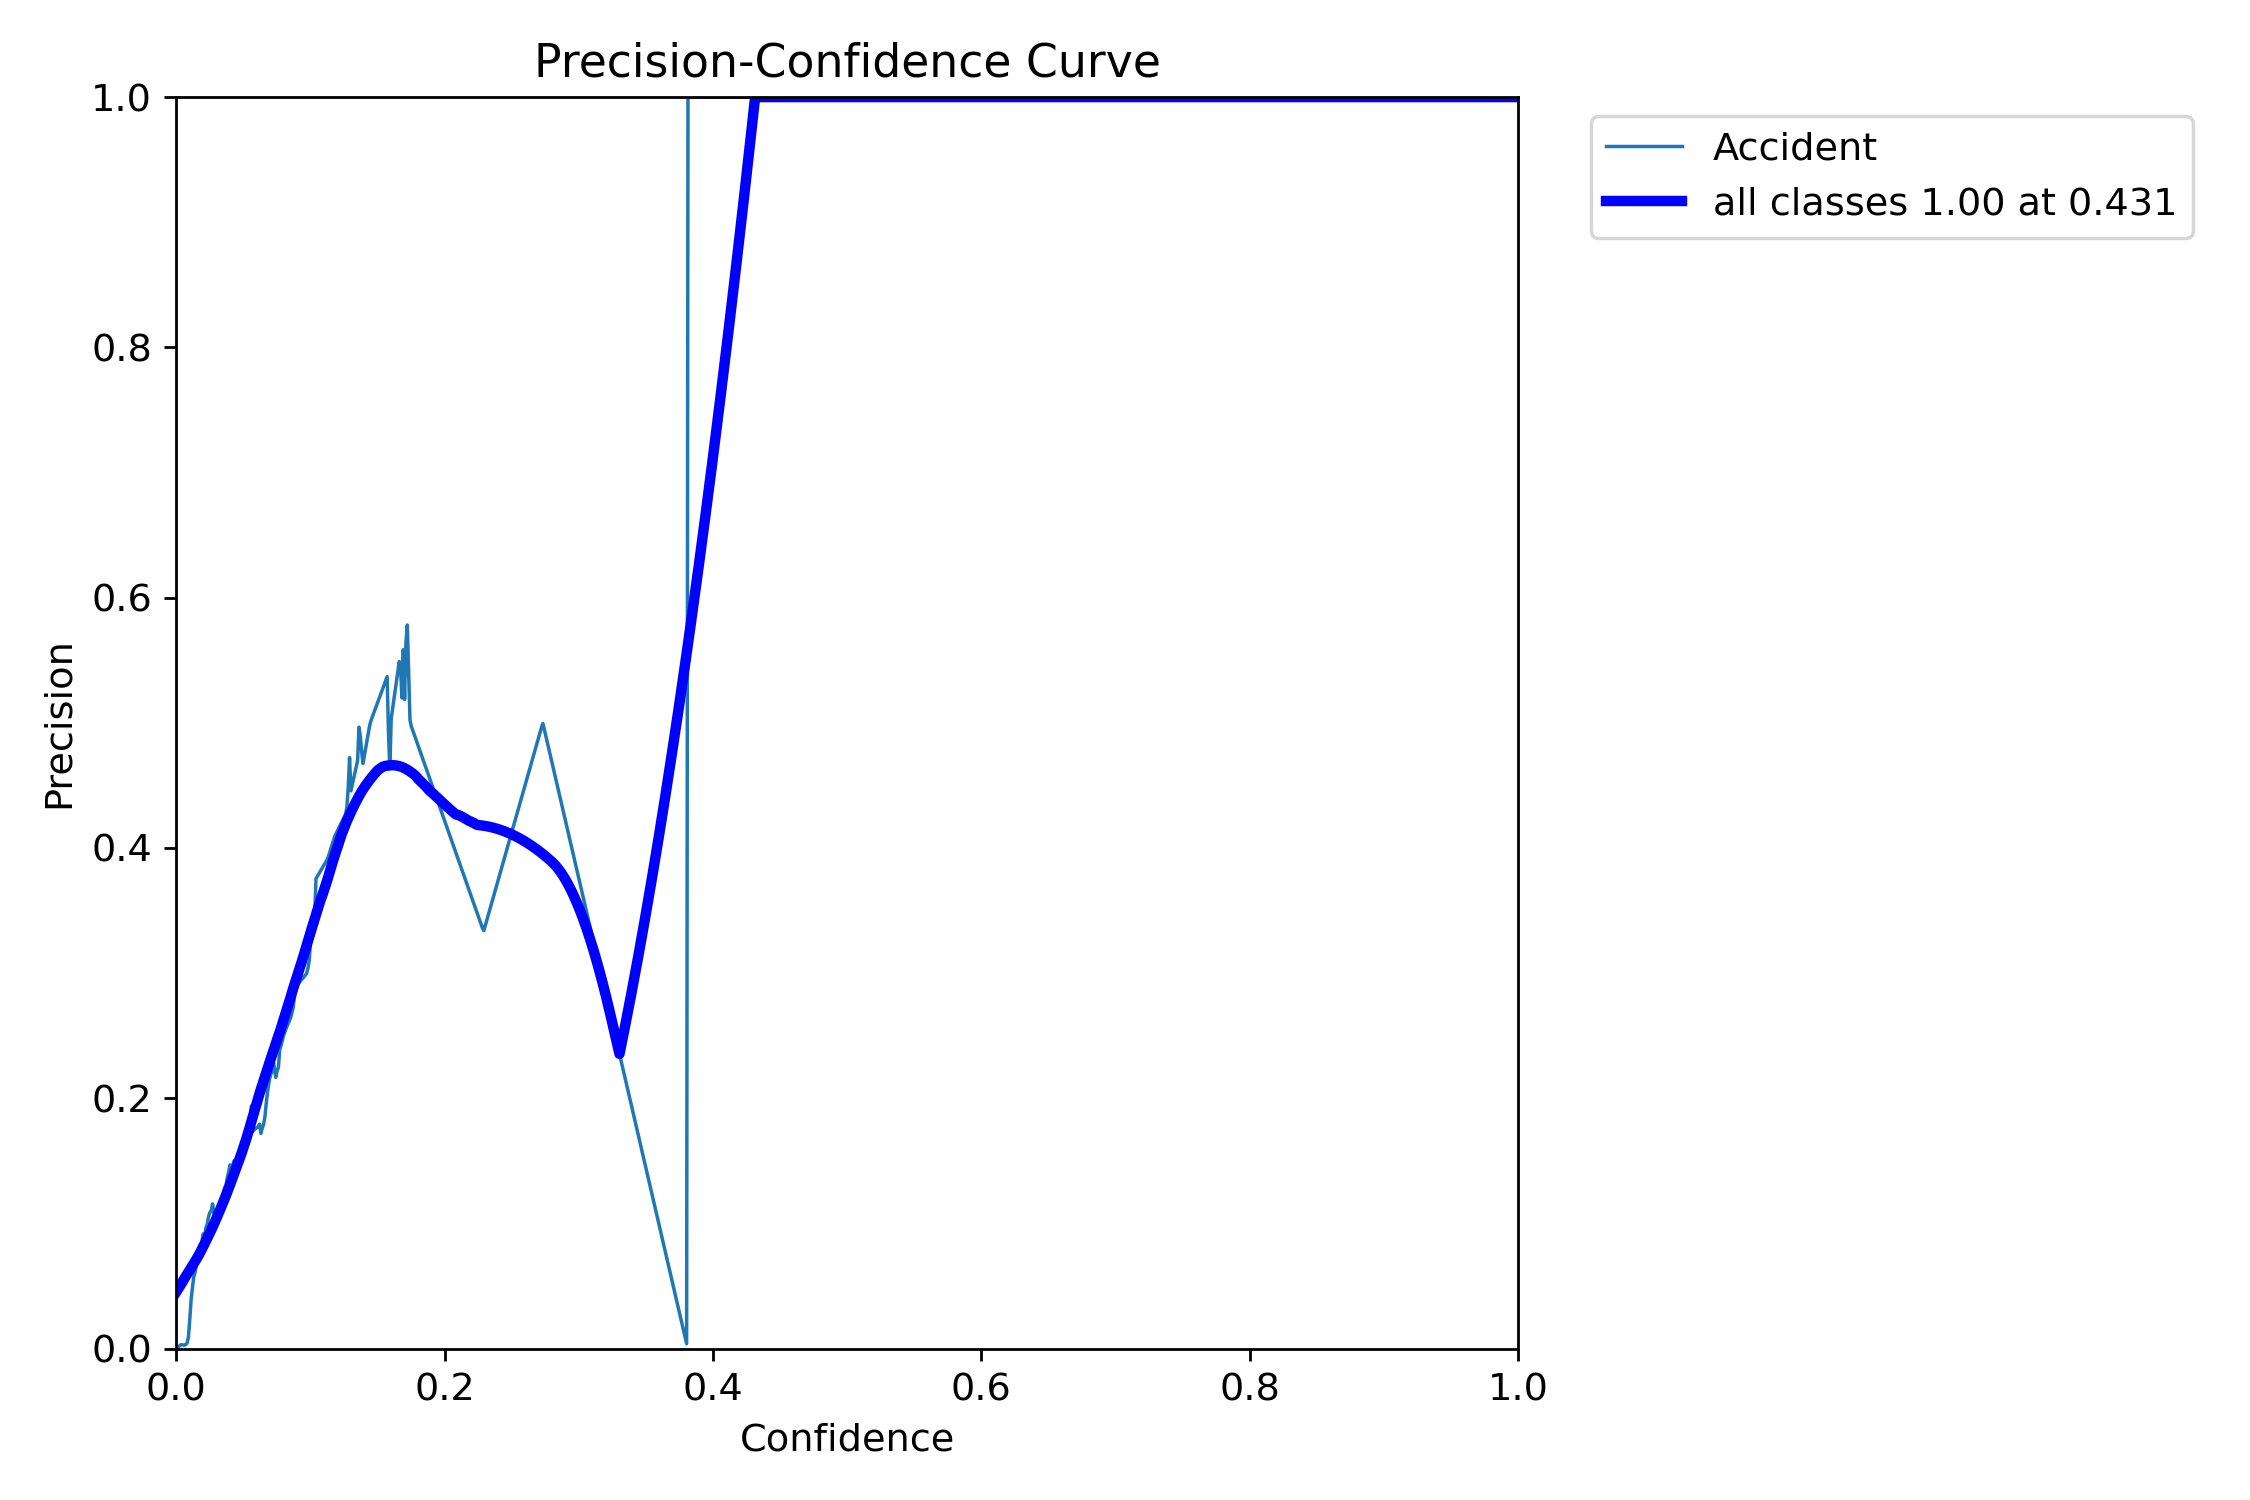 Precision-Confidence Curve
1.0
0.8
0.6
0.4
0.2
0.0
Precision
0.0 0.2 0.4 0.6 0.8 1.0
Confidence
Accident
all classes 1.00 at 0.431